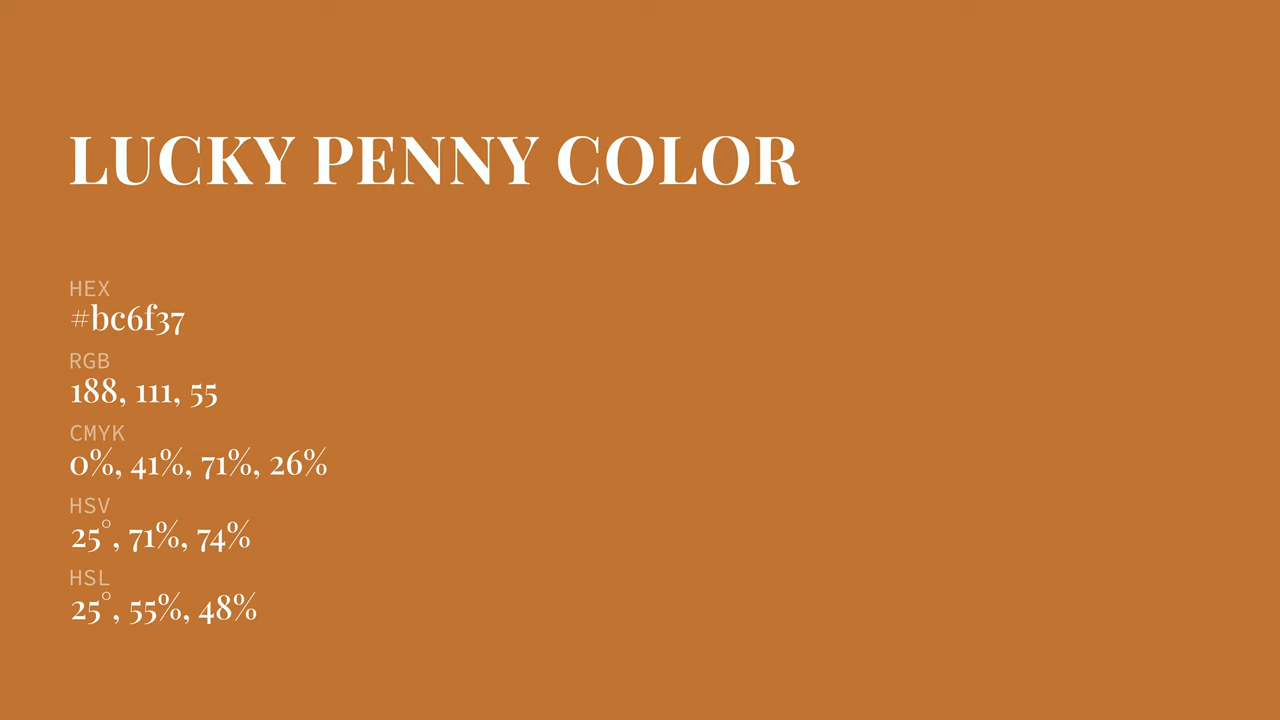 LUCKY PENNY COLOR
HEX
#bc6f37
RGB
188, 111, 55
CMYK
0%, 41%, 71%, 26%
HSV
25°, 71%, 74%
HSL
25°, 55%, 48%